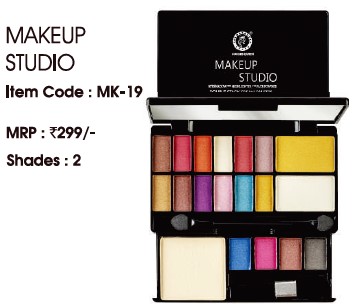 MAKEUP
STUDIO
Item Code : MK-19
MRP : ₹299/-
Shades : 2
MAKEUP
STUDIO